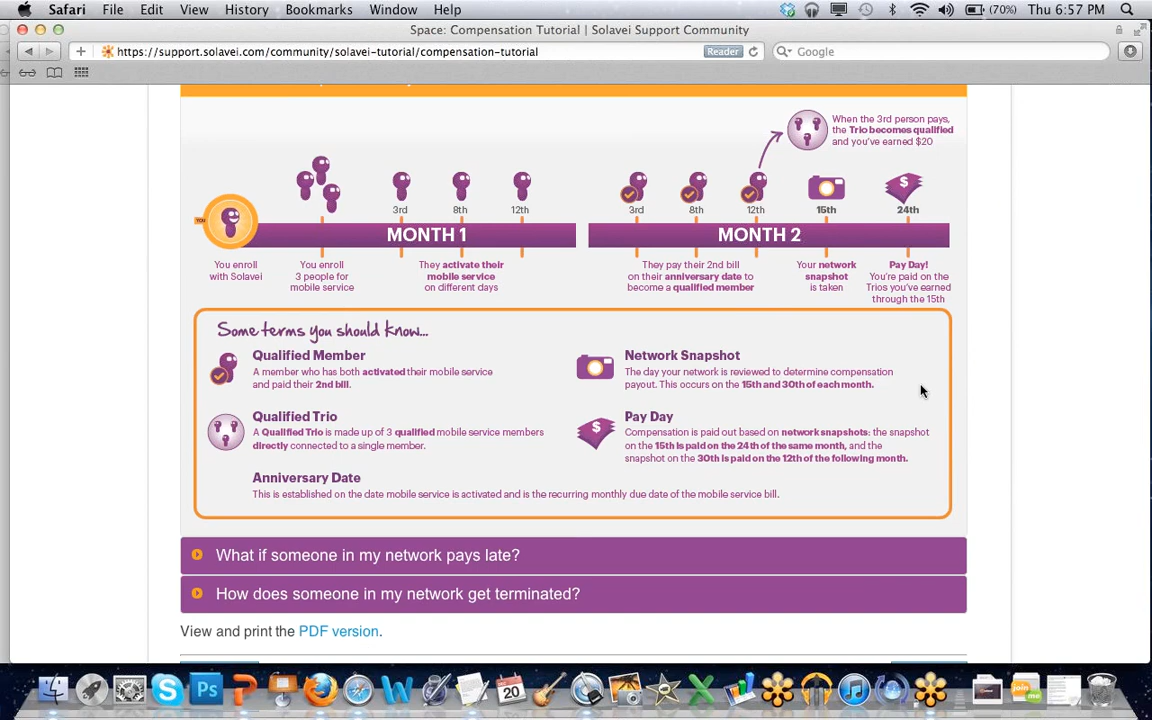 Safari File Edit View History Bookmarks Window Help (70%) Thu 6:57 PM
Space: Compensation Tutorial | Solavei Support Community
https://support.solavei.com/community/solavei-tutorial/compensation-tutorial Reader Google
When the 3rd person pays,
the Trio becomes qualified
and you've earned $20
3rd 8th 12th 3rd 8th 12th 15th 24th
YOU
MONTH 1 MONTH 2
You enroll
with Solavei
You enroll
3 people for
mobile service
They activate their
mobile service
on different days
They pay their 2nd bill
on their anniversary date to
become a qualified member
Your network
snapshot
is taken
Pay Day!
You're paid on the
Trios you've earned
through the 15th
Some terms you should know...
Qualified Member
A member who has both activated their mobile service
and paid their 2nd bill.
Network Snapshot
The day your network is reviewed to determine compensation
payout. This occurs on the 15th and 30th of each month.
Qualified Trio
A Qualified Trio is made up of 3 qualified mobile service members
directly connected to a single member.
Pay Day
Compensation is paid out based on network snapshots: the snapshot
on the 15th is paid on the 24th of the same month, and the
snapshot on the 30th is paid on the 12th of the following month.
Anniversary Date
This is established on the date mobile service is activated and is the recurring monthly due date of the mobile service bill.
What if someone in my network pays late?
How does someone in my network get terminated?
View and print the PDF version.
Ps
20
join
me